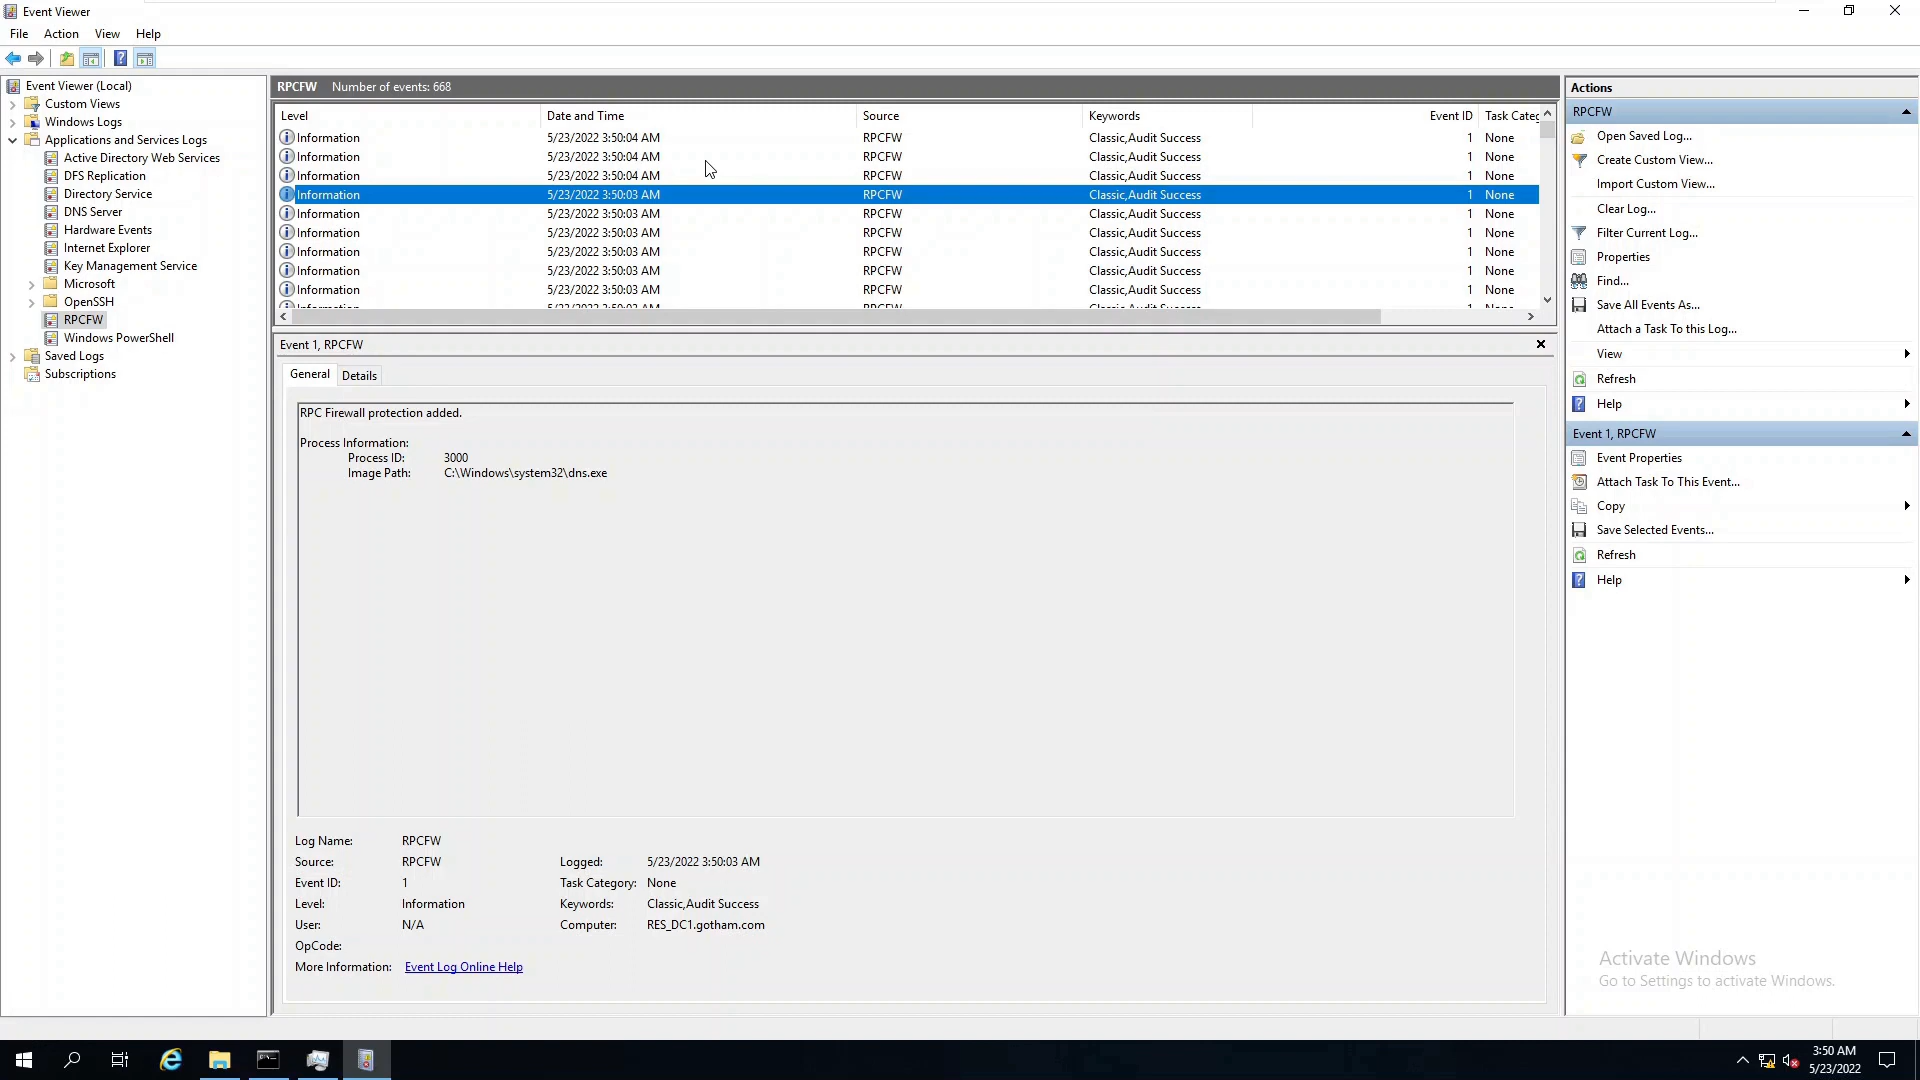 Event Viewer
File Action View Help
Event Viewer (Local)
Custom Views
Windows Logs
Applications and Services Logs
Active Directory Web Services
DFS Replication
Directory Service
DNS Server
Hardware Events
Internet Explorer
Key Management Service
Microsoft
OpenSSH
RPCFW
Windows PowerShell
Saved Logs
Subscriptions
RPCFW Number of events: 668
Level Date and Time Source Keywords Event ID Task Categ
Information 5/23/2022 3:50:04 AM RPCFW Classic,Audit Success 1 None
Information 5/23/2022 3:50:04 AM RPCFW Classic,Audit Success 1 None
Information 5/23/2022 3:50:04 AM RPCFW Classic,Audit Success 1 None
Information 5/23/2022 3:50:03 AM RPCFW Classic,Audit Success 1 None
Information 5/23/2022 3:50:03 AM RPCFW Classic,Audit Success 1 None
Information 5/23/2022 3:50:03 AM RPCFW Classic,Audit Success 1 None
Information 5/23/2022 3:50:03 AM RPCFW Classic,Audit Success 1 None
Information 5/23/2022 3:50:03 AM RPCFW Classic,Audit Success 1 None
Information 5/23/2022 3:50:03 AM RPCFW Classic,Audit Success 1 None
Event 1, RPCFW
General Details
RPC Firewall protection added.
Process Information:
Process ID: 3000
Image Path: C:\Windows\system32\dns.exe
Log Name: RPCFW
Source: RPCFW Logged: 5/23/2022 3:50:03 AM
Event ID: 1 Task Category: None
Level: Information Keywords: Classic,Audit Success
User: N/A Computer: RES_DC1.gotham.com
OpCode:
More Information: Event Log Online Help
Actions
RPCFW
Open Saved Log...
Create Custom View...
Import Custom View...
Clear Log...
Filter Current Log...
Properties
Find...
Save All Events As...
Attach a Task To this Log...
View
Refresh
Help
Event 1, RPCFW
Event Properties
Attach Task To This Event...
Copy
Save Selected Events...
Refresh
Help
Activate Windows
Go to Settings to activate Windows.
3:50 AM
5/23/2022